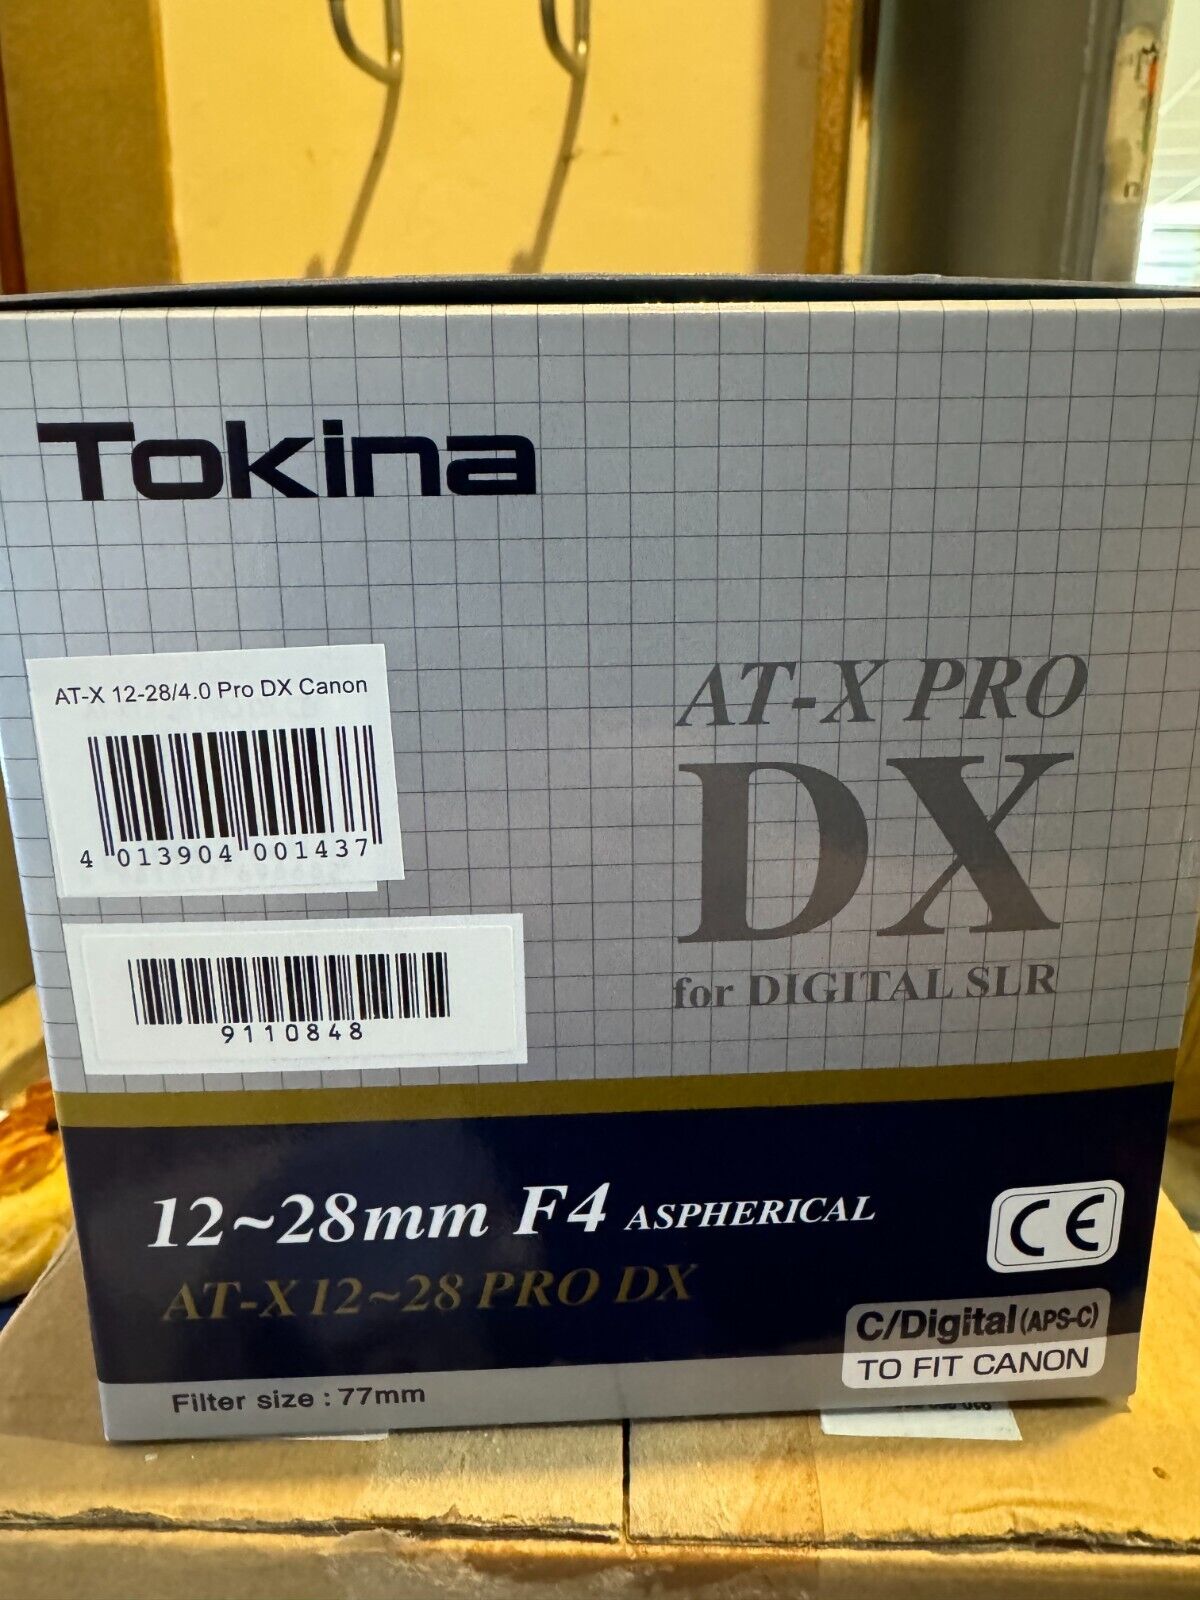 Tokina
AT-X 12-28/4.0 Pro DX Canon
4 013904 001437
9110848
AT-X PRO
DX
for DIGITAL SLR
12~28mm F4 ASPHERICAL
AT-X 12~28 PRO DX
CE
C/Digital (APS-C)
TO FIT CANON
Filter size : 77mm